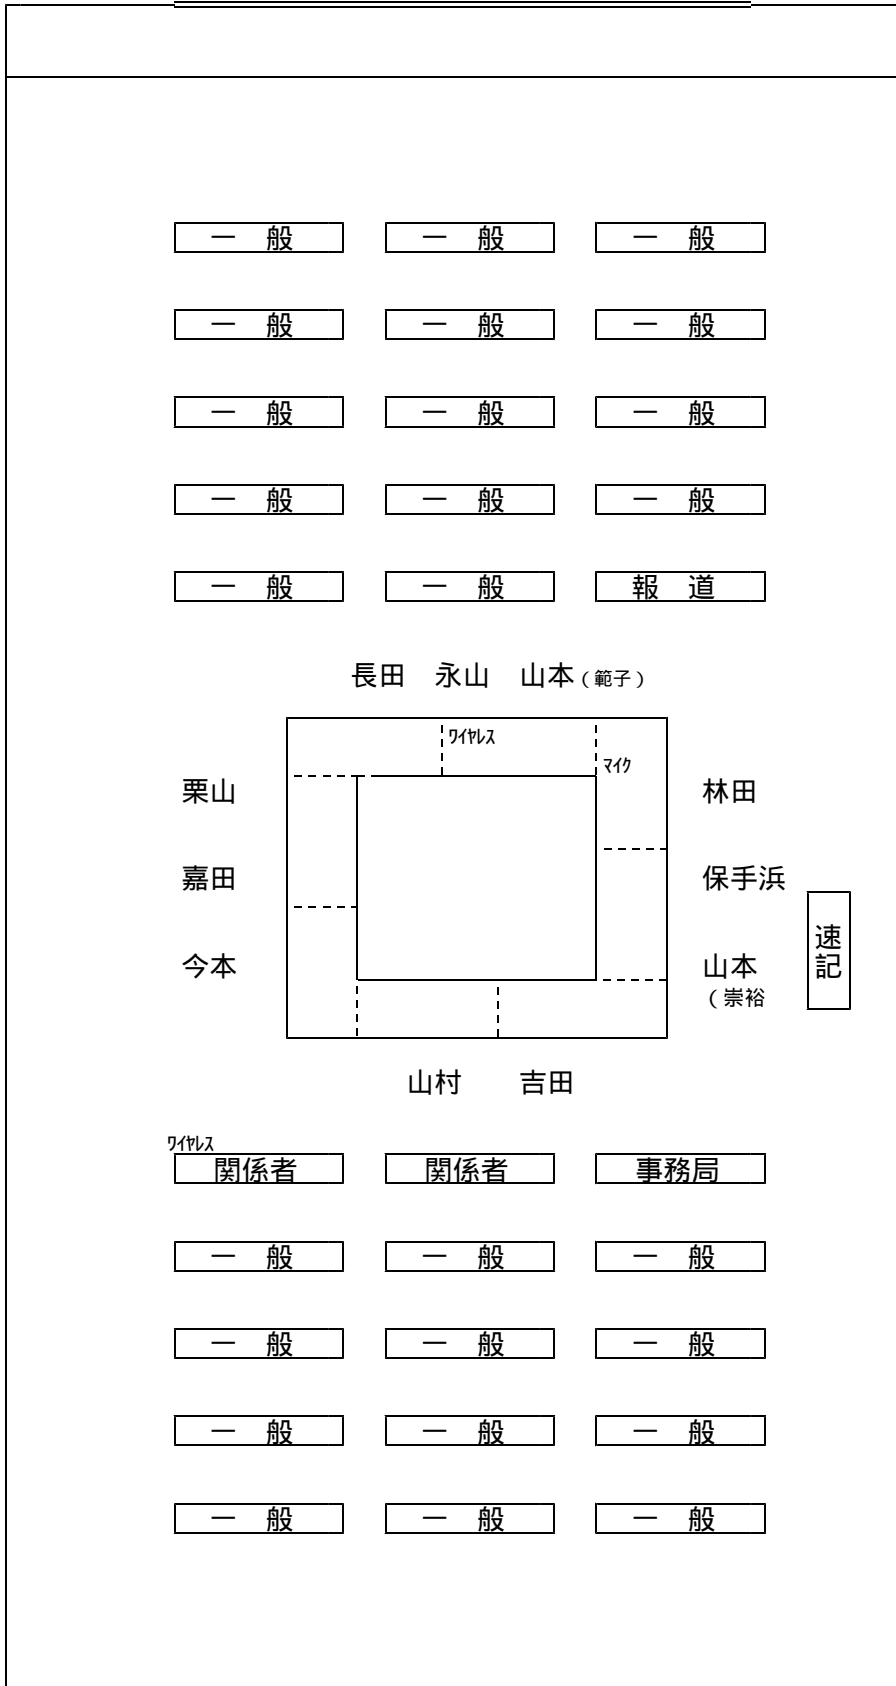 一　般　一　般　一　般
一　般　一　般　一　般
一　般　一　般　一　般
一　般　一　般　一　般
一　般　一　般　報　道
長田　永山　山本（範子）
ﾜｲﾔﾚｽ
ﾏｲｸ
栗山　林田
嘉田　保手浜
速記
今本　山本
（崇裕
山村　吉田
ﾜｲﾔﾚｽ
関係者　関係者　事務局
一　般　一　般　一　般
一　般　一　般　一　般
一　般　一　般　一　般
一　般　一　般　一　般